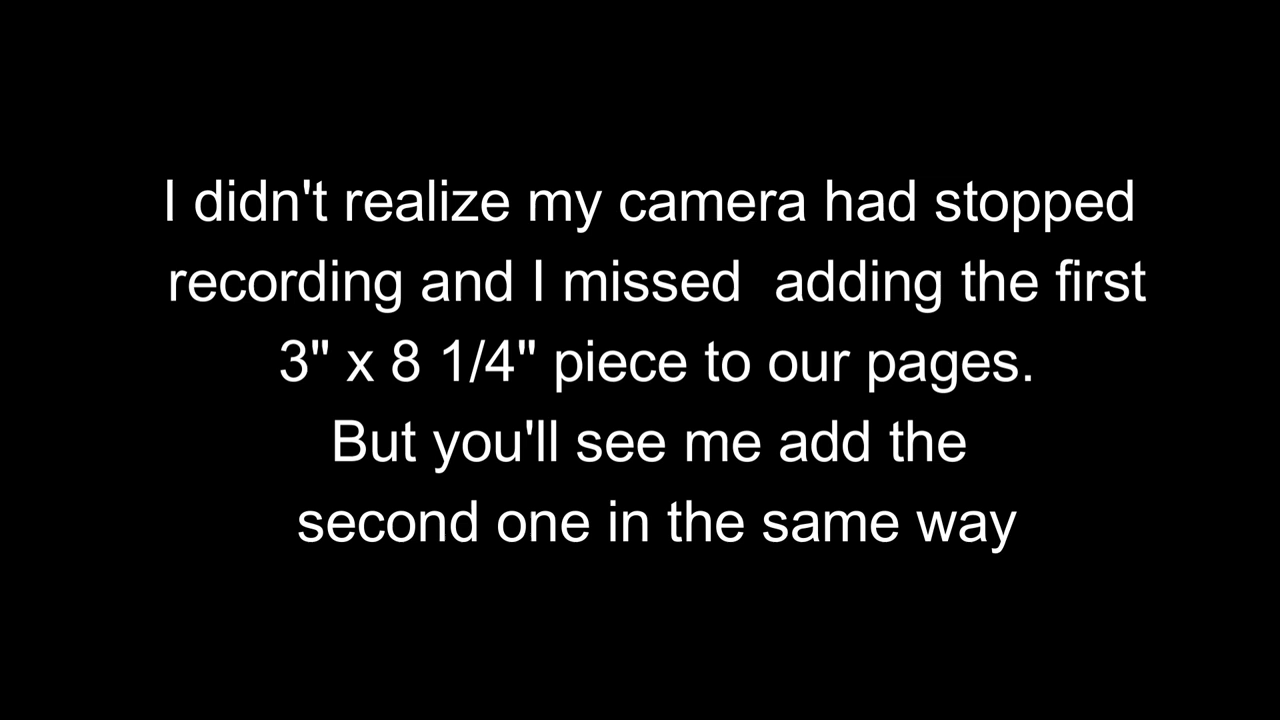 I didn't realize my camera had stopped
recording and I missed  adding the first
3" x 8 1/4" piece to our pages.
But you'll see me add the
second one in the same way